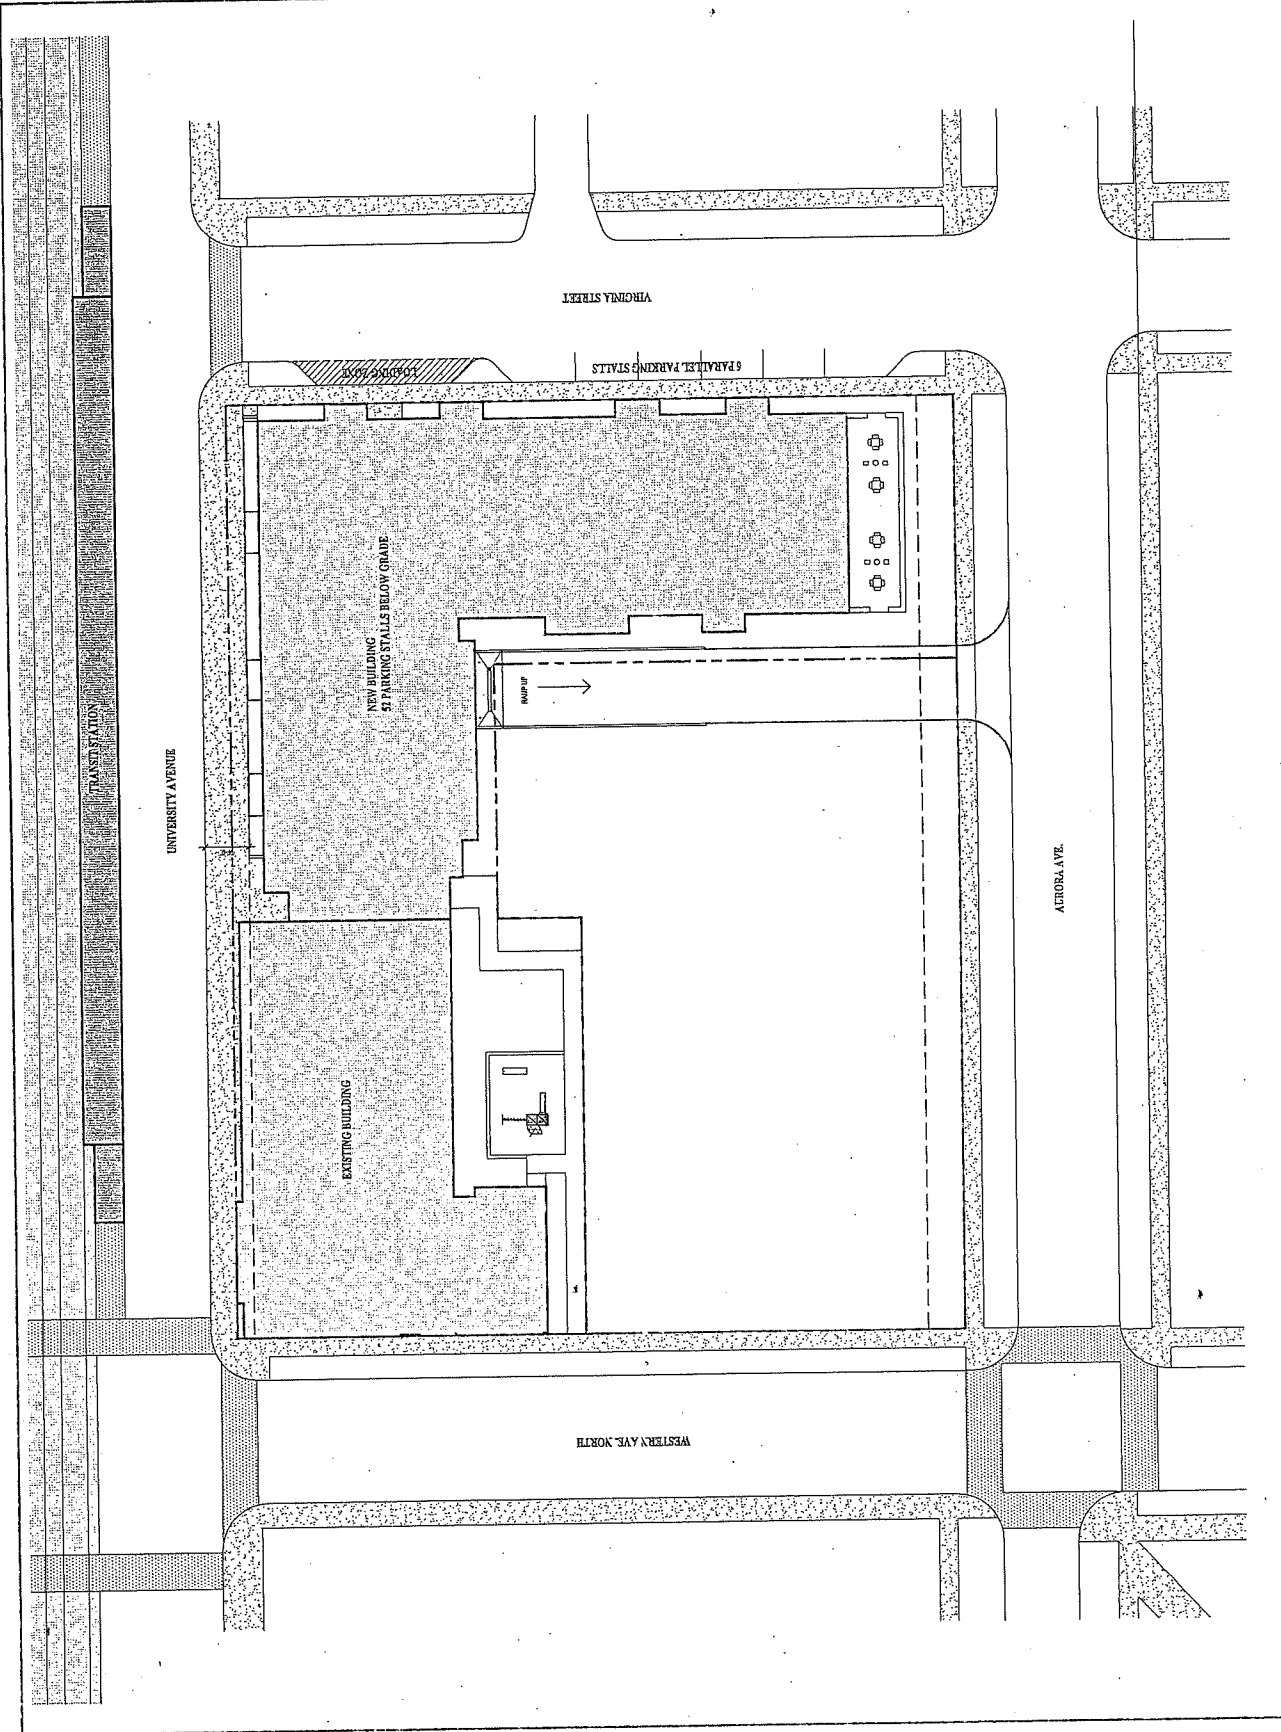 TRANSIT STATION
UNIVERSITY AVENUE
VIRGINIA STREET
LOADING ZONE
6 PARALLEL PARKING STALLS
NEW BUILDING
52 PARKING STALLS BELOW GRADE
RAMP UP
EXISTING BUILDING
AURORA AVE.
WESTERN AVE. NORTH